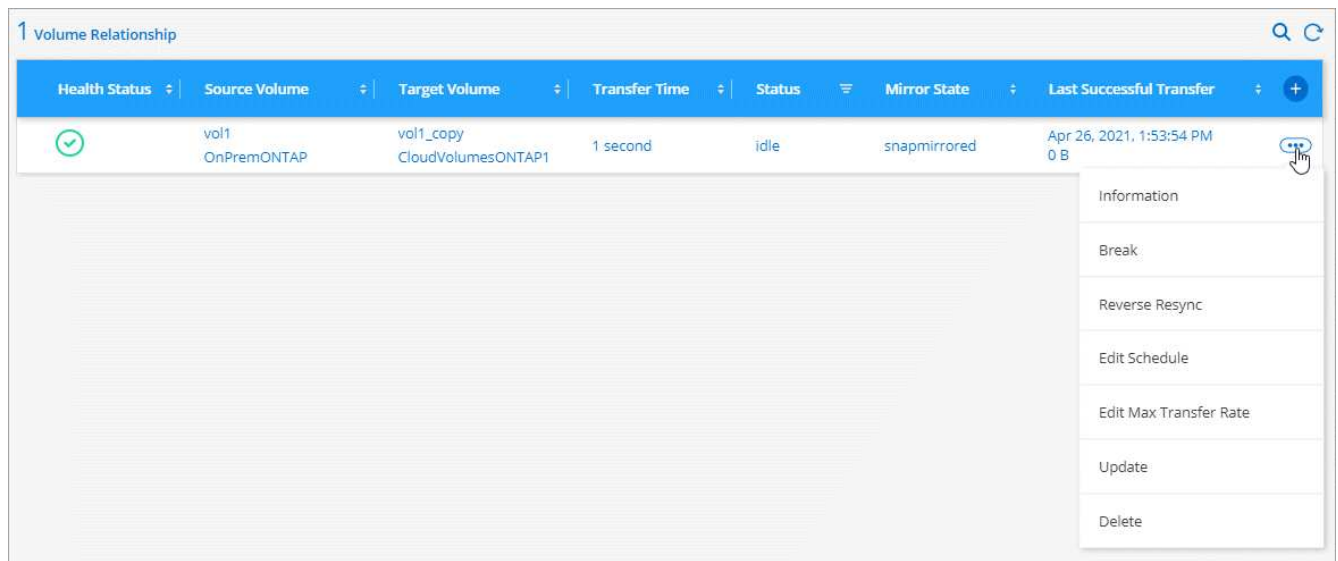 1 Volume Relationship
Health Status Source Volume Target Volume Transfer Time Status Mirror State Last Successful Transfer
vol1 vol1_copy 1 second idle snapmirrored Apr 26, 2021, 1:53:54 PM
OnPremONTAP CloudVolumesONTAP1 0 B
Information
Break
Reverse Resync
Edit Schedule
Edit Max Transfer Rate
Update
Delete